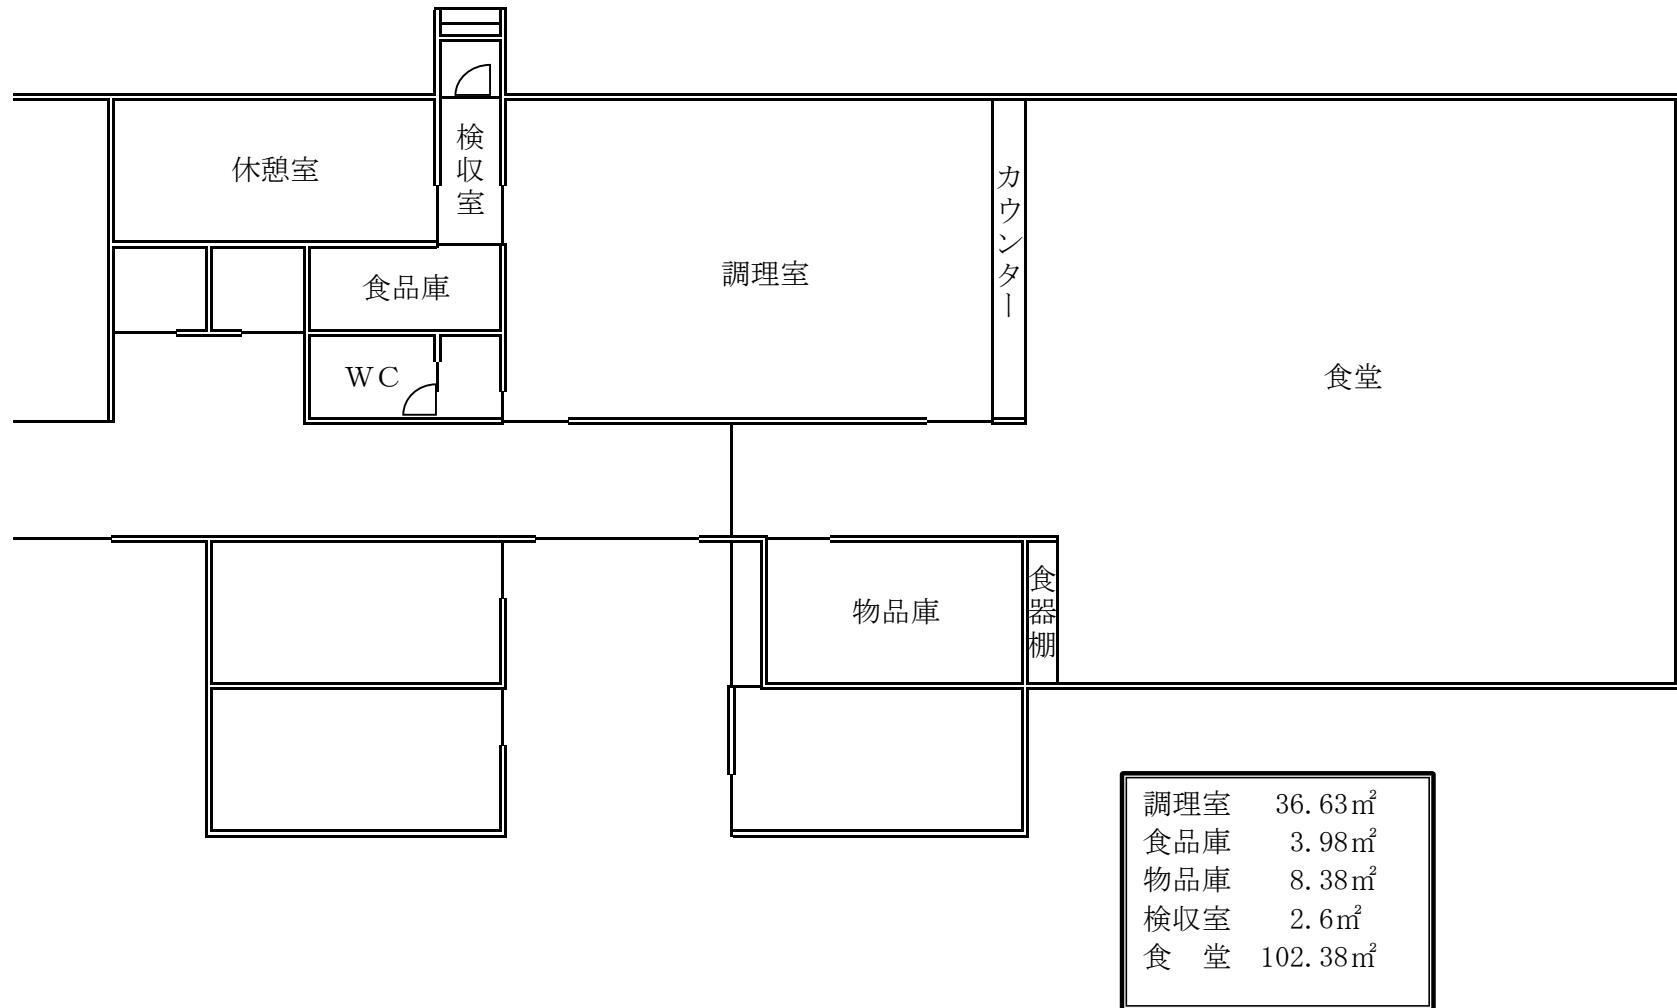 検収室
休憩室
カウンター
調理室
食品庫
WC
食堂
物品庫
食器棚
調理室 36.63㎡
食品庫 3.98㎡
物品庫 8.38㎡
検収室 2.6㎡
食 堂 102.38㎡